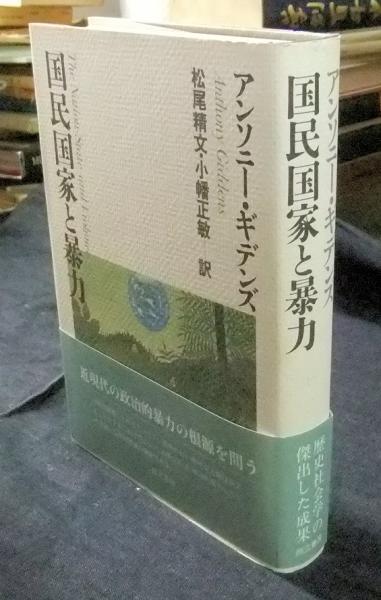 アンソニー・ギデンズ
Anthony Giddens
松尾精文・小幡正敏 訳
国民国家と暴力
The Nation-State and Violence
近現代の政治的暴力の根源を問う
アンソニー・ギデンズ
国民国家と暴力
歴史社会学の
傑出した成果